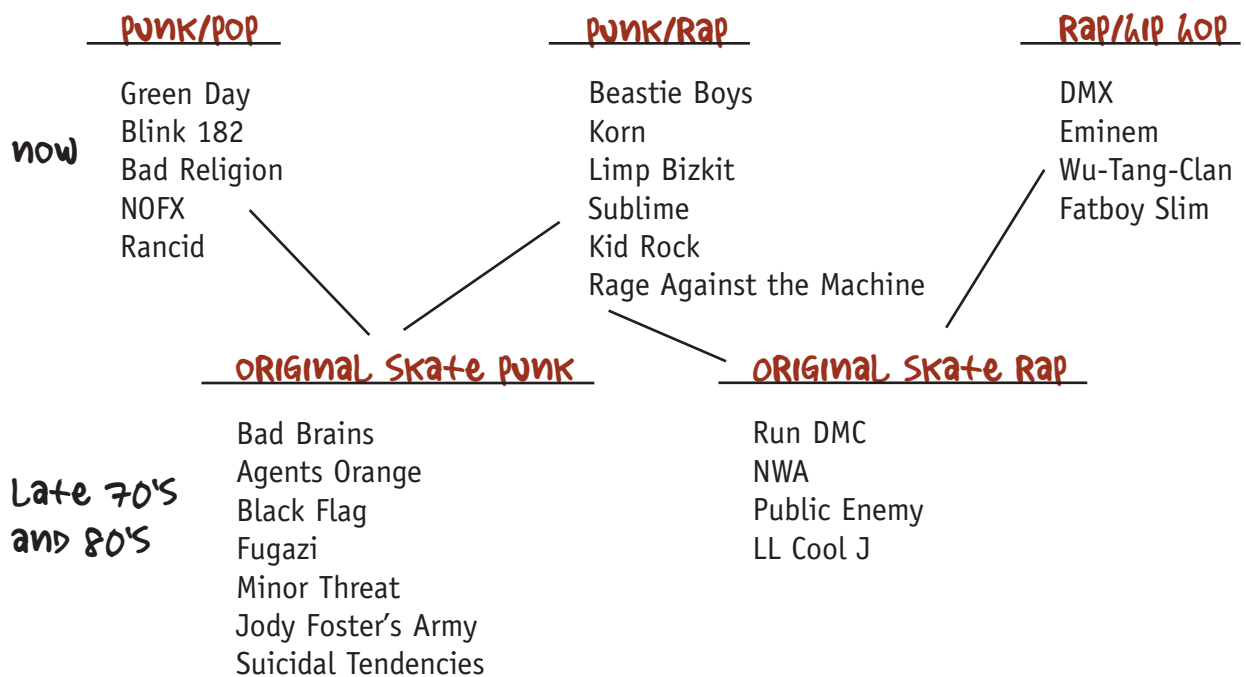 PUNK/POP
Green Day
Blink 182
Bad Religion
NOFX
Rancid
PUNK/Rap
Beastie Boys
Korn
Limp Bizkit
Sublime
Kid Rock
Rage Against the Machine
Rap/hip hop
DMX
Eminem
Wu-Tang-Clan
Fatboy Slim
now
ORIGINAL Skate PUNK
Bad Brains
Agents Orange
Black Flag
Fugazi
Minor Threat
Jody Foster’s Army
Suicidal Tendencies
ORIGINAL Skate Rap
Run DMC
NWA
Public Enemy
LL Cool J
Late 70'S
and 80'S